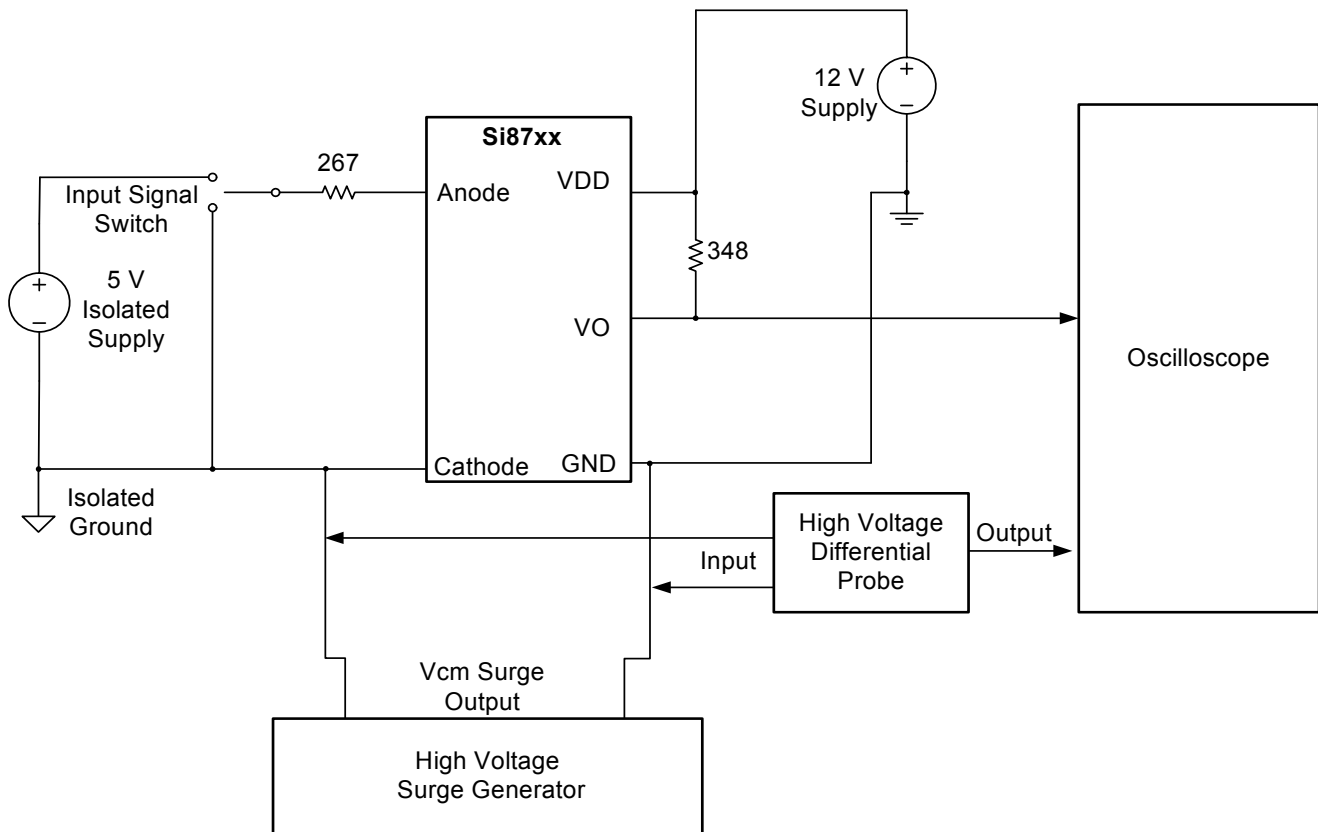 12 V
Supply
Si87xx
267
Input Signal
Switch
Anode
VDD
348
5 V
Isolated
Supply
+
−
+
−
VO
Oscilloscope
Cathode
GND
Isolated
Ground
High Voltage
Differential
Probe
Output
Input
Vcm Surge
Output
High Voltage
Surge Generator